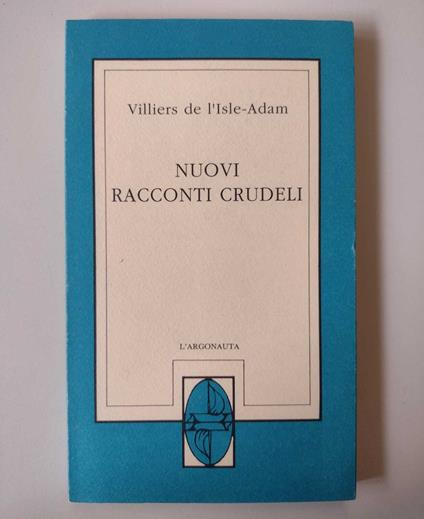 Villiers de l'Isle-Adam
NUOVI
RACCONTI CRUDELI
L'ARGONAUTA